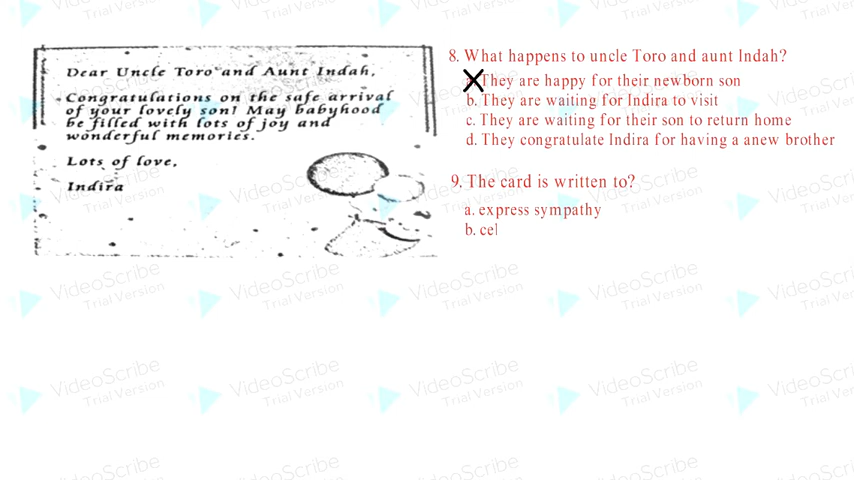 Dear Uncle Toro and Aunt Indah,
Congratulations on the safe arrival
of your lovely son! May babyhood
be filled with lots of joy and
wonderful memories.
Lots of love,
Indira
8. What happens to uncle Toro and aunt Indah?
a. They are happy for their newborn son
b. They are waiting for Indira to visit
c. They are waiting for their son to return home
d. They congratulate Indira for having a anew brother
9. The card is written to?
a. express sympathy
b. cel
VideoScribe
Trial Version